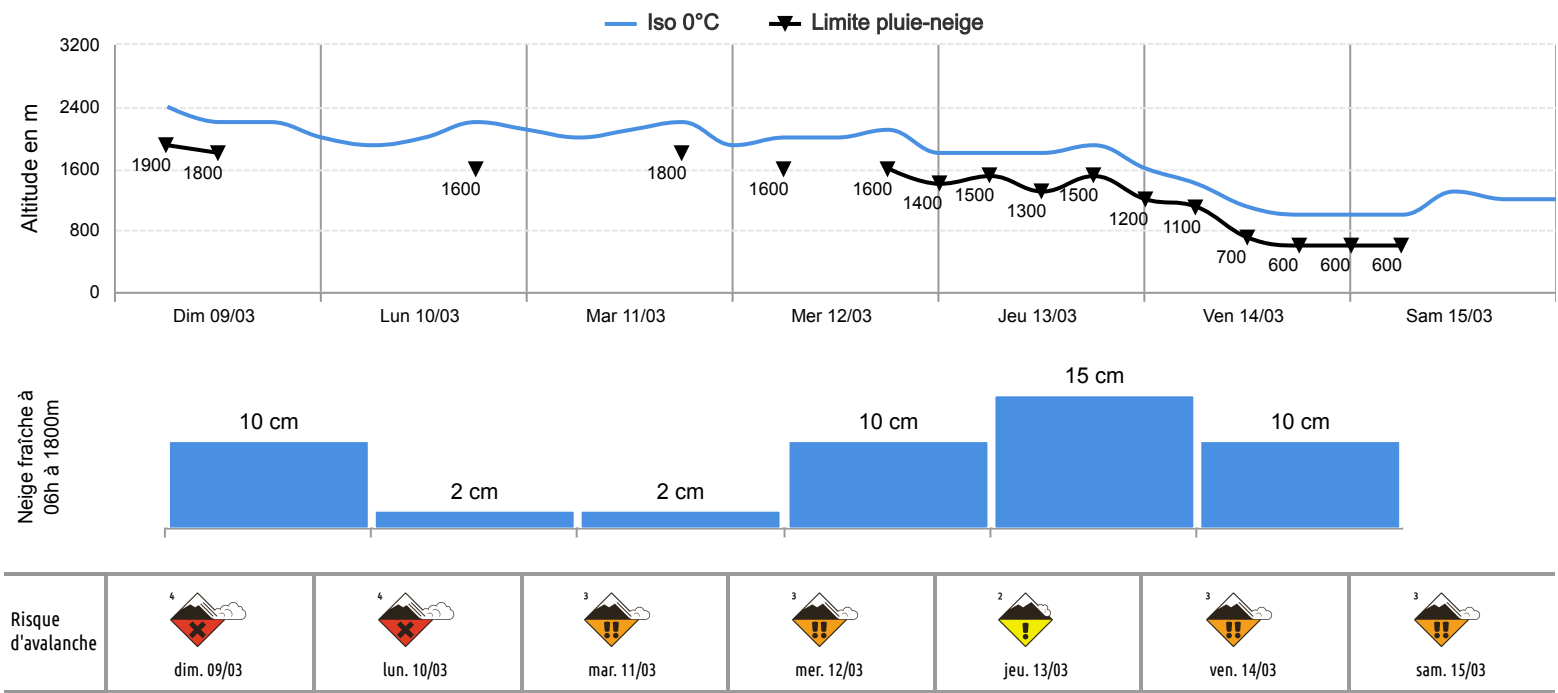 Iso 0°C Limite pluie-neige
Altitude en m
3200
2400
1600
800
0
1900 1800 1600 1800 1600 1600 1400 1500 1300 1500 1200 1100 700 600 600 600
Dim 09/03 Lun 10/03 Mar 11/03 Mer 12/03 Jeu 13/03 Ven 14/03 Sam 15/03
Neige fraîche à
06h à 1800m
10 cm 2 cm 2 cm 10 cm 15 cm 10 cm
Risque
d'avalanche
4 4 3 3 2 3 3
!! !! ! !! !!
dim. 09/03 lun. 10/03 mar. 11/03 mer. 12/03 jeu. 13/03 ven. 14/03 sam. 15/03